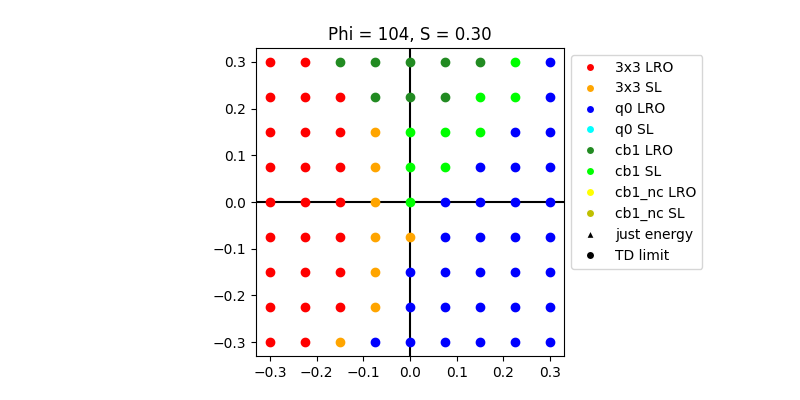 Phi = 104, S = 0.30
0.3
0.2
0.1
0.0
−0.1
−0.2
−0.3
−0.3
−0.2
−0.1
0.0
0.1
0.2
0.3
3x3 LRO
3x3 SL
q0 LRO
q0 SL
cb1 LRO
cb1 SL
cb1_nc LRO
cb1_nc SL
just energy
TD limit